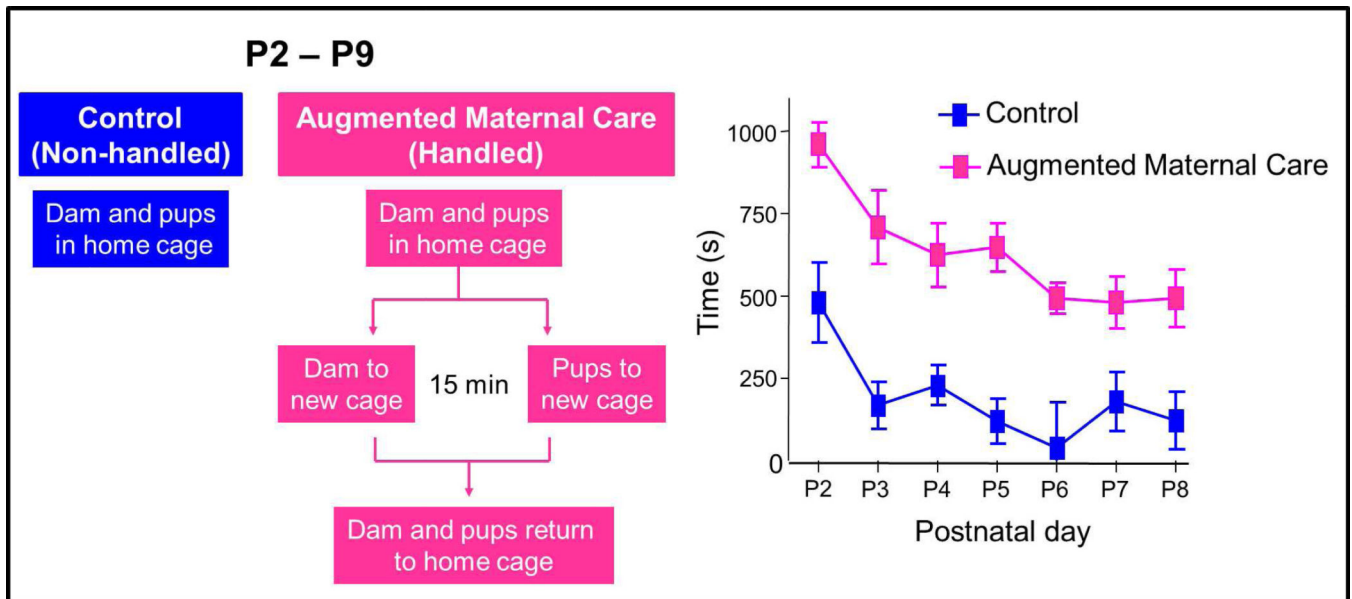 P2 – P9
Control
(Non-handled)
Augmented Maternal Care
(Handled)
Dam and pups
in home cage
Dam and pups
in home cage
Dam to
new cage
15 min
Pups to
new cage
Dam and pups return
to home cage
Control
Augmented Maternal Care
Time (s)
1000
750
500
250
0
P2 P3 P4 P5 P6 P7 P8
Postnatal day